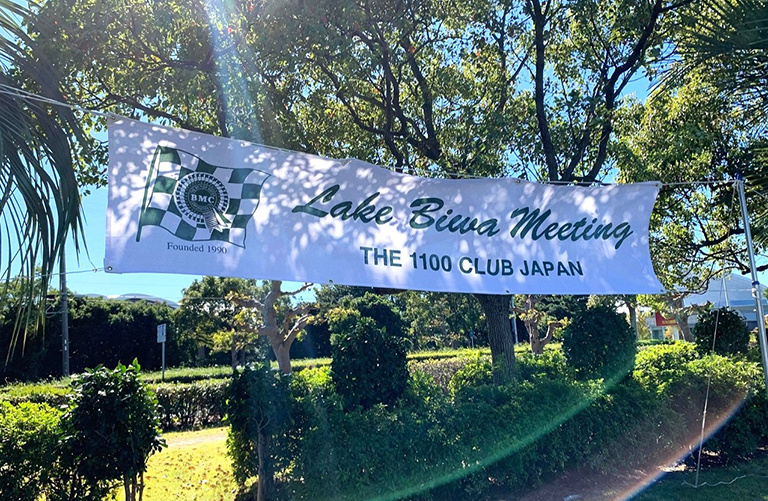 BMC
Founded 1990
Lake Biwa Meeting
THE 1100 CLUB JAPAN